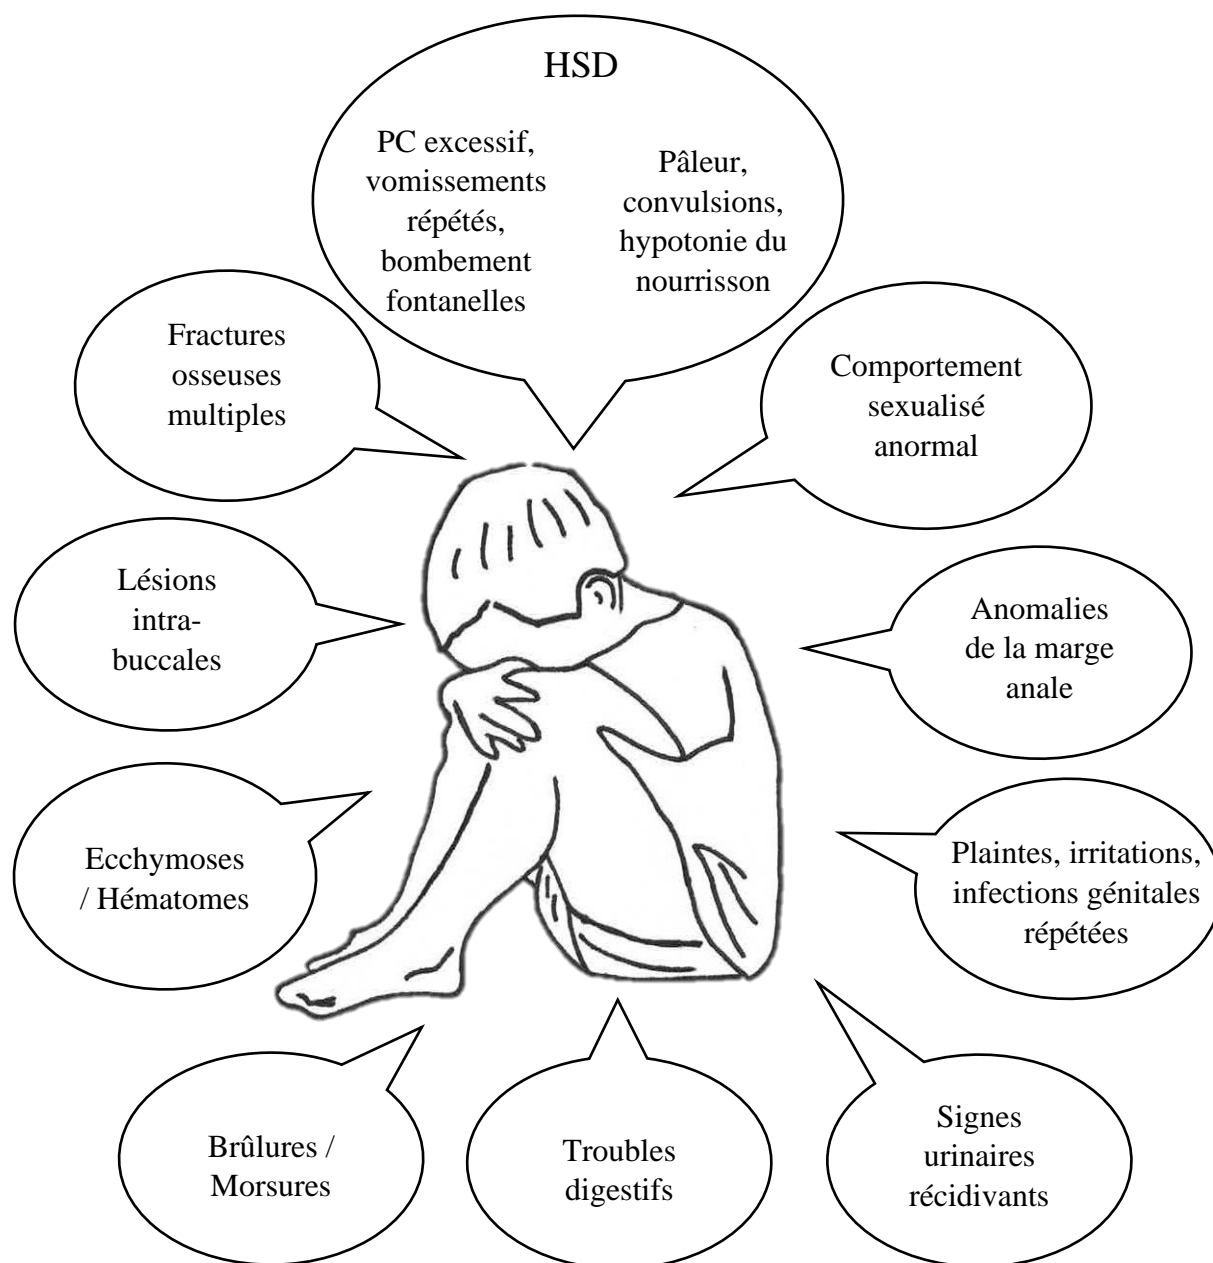 HSD
PC excessif,
vomissements
répétés,
bombement
fontanelles
Pâleur,
convulsions,
hypotonie du
nourrisson
Fractures
osseuses
multiples
Comportement
sexualisé
anormal
Lésions
intra-
buccales
Anomalies
de la marge
anale
Ecchymoses
/ Hématomes
Plaintes, irritations,
infections génitales
répétées
Brûlures /
Morsures
Troubles
digestifs
Signes
urinaires
récidivants